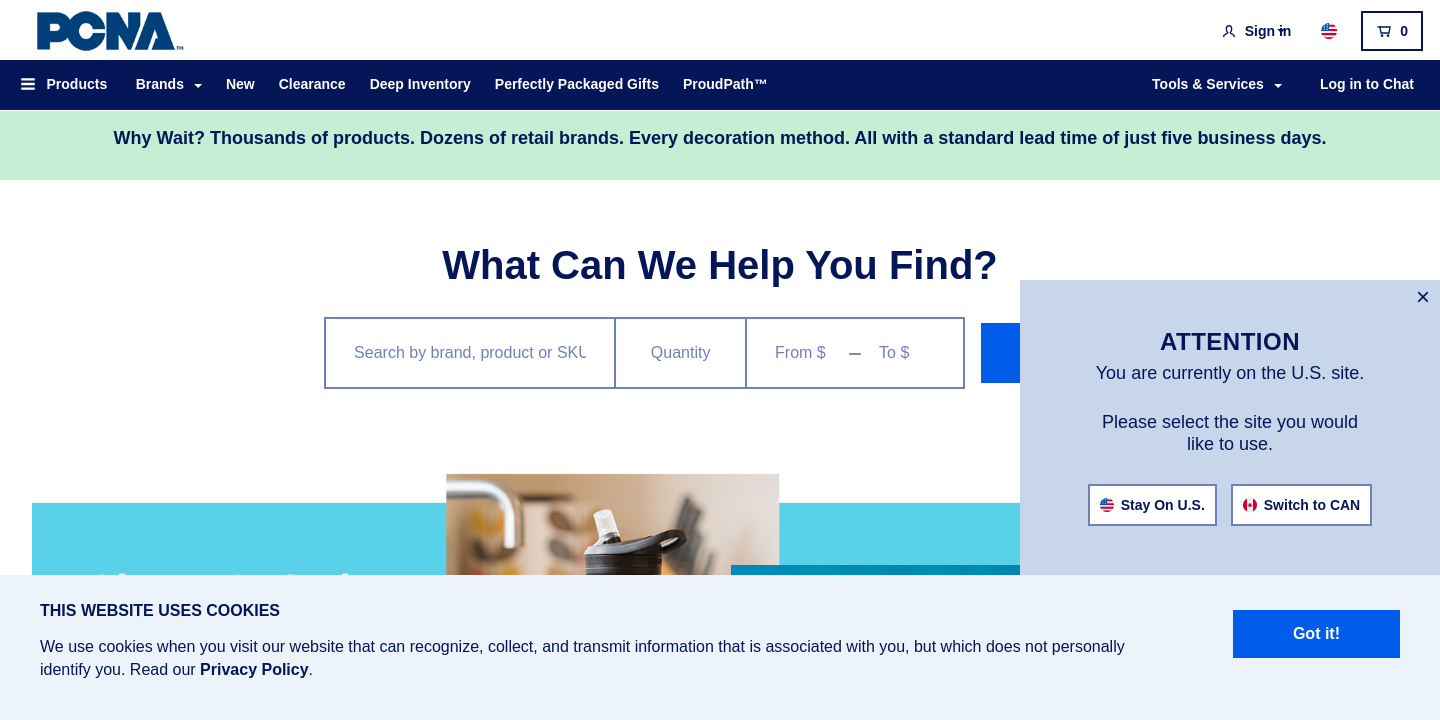 PCNA™
Sign in
0
Products
Brands
New
Clearance
Deep Inventory
Perfectly Packaged Gifts
ProudPath™
Tools & Services
Log in to Chat
Why Wait? Thousands of products. Dozens of retail brands. Every decoration method. All with a standard lead time of just five business days.
What Can We Help You Find?
Search by brand, product or SKU
Quantity
From $
–
To $
×
ATTENTION
You are currently on the U.S. site.
Please select the site you would
like to use.
Stay On U.S.
Switch to CAN
THIS WEBSITE USES COOKIES
We use cookies when you visit our website that can recognize, collect, and transmit information that is associated with you, but which does not personally
identify you. Read our Privacy Policy.
Got it!